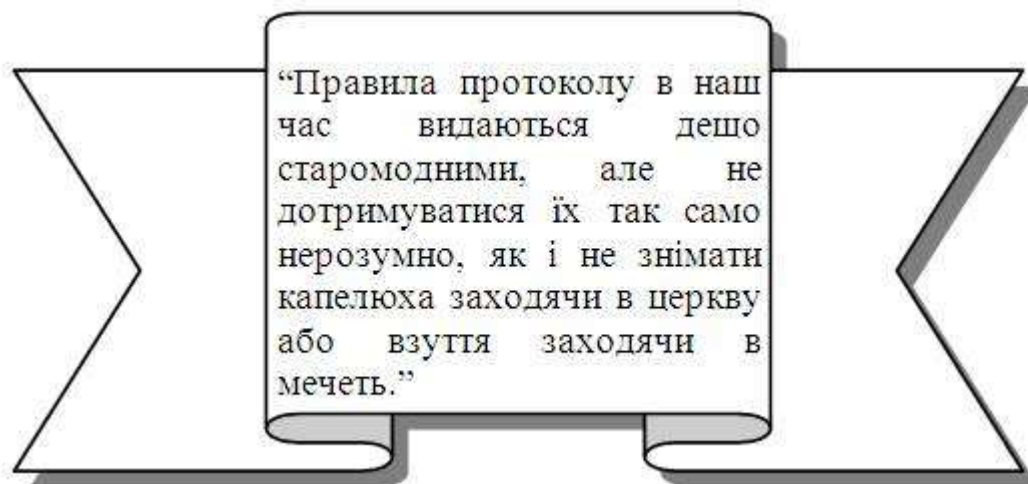 “Правила протоколу в наш
час видаються дещо
старомодними, але не
дотримуватися їх так само
нерозумно, як і не знімати
капелюха заходячи в церкву
або взуття заходячи в
мечеть.”